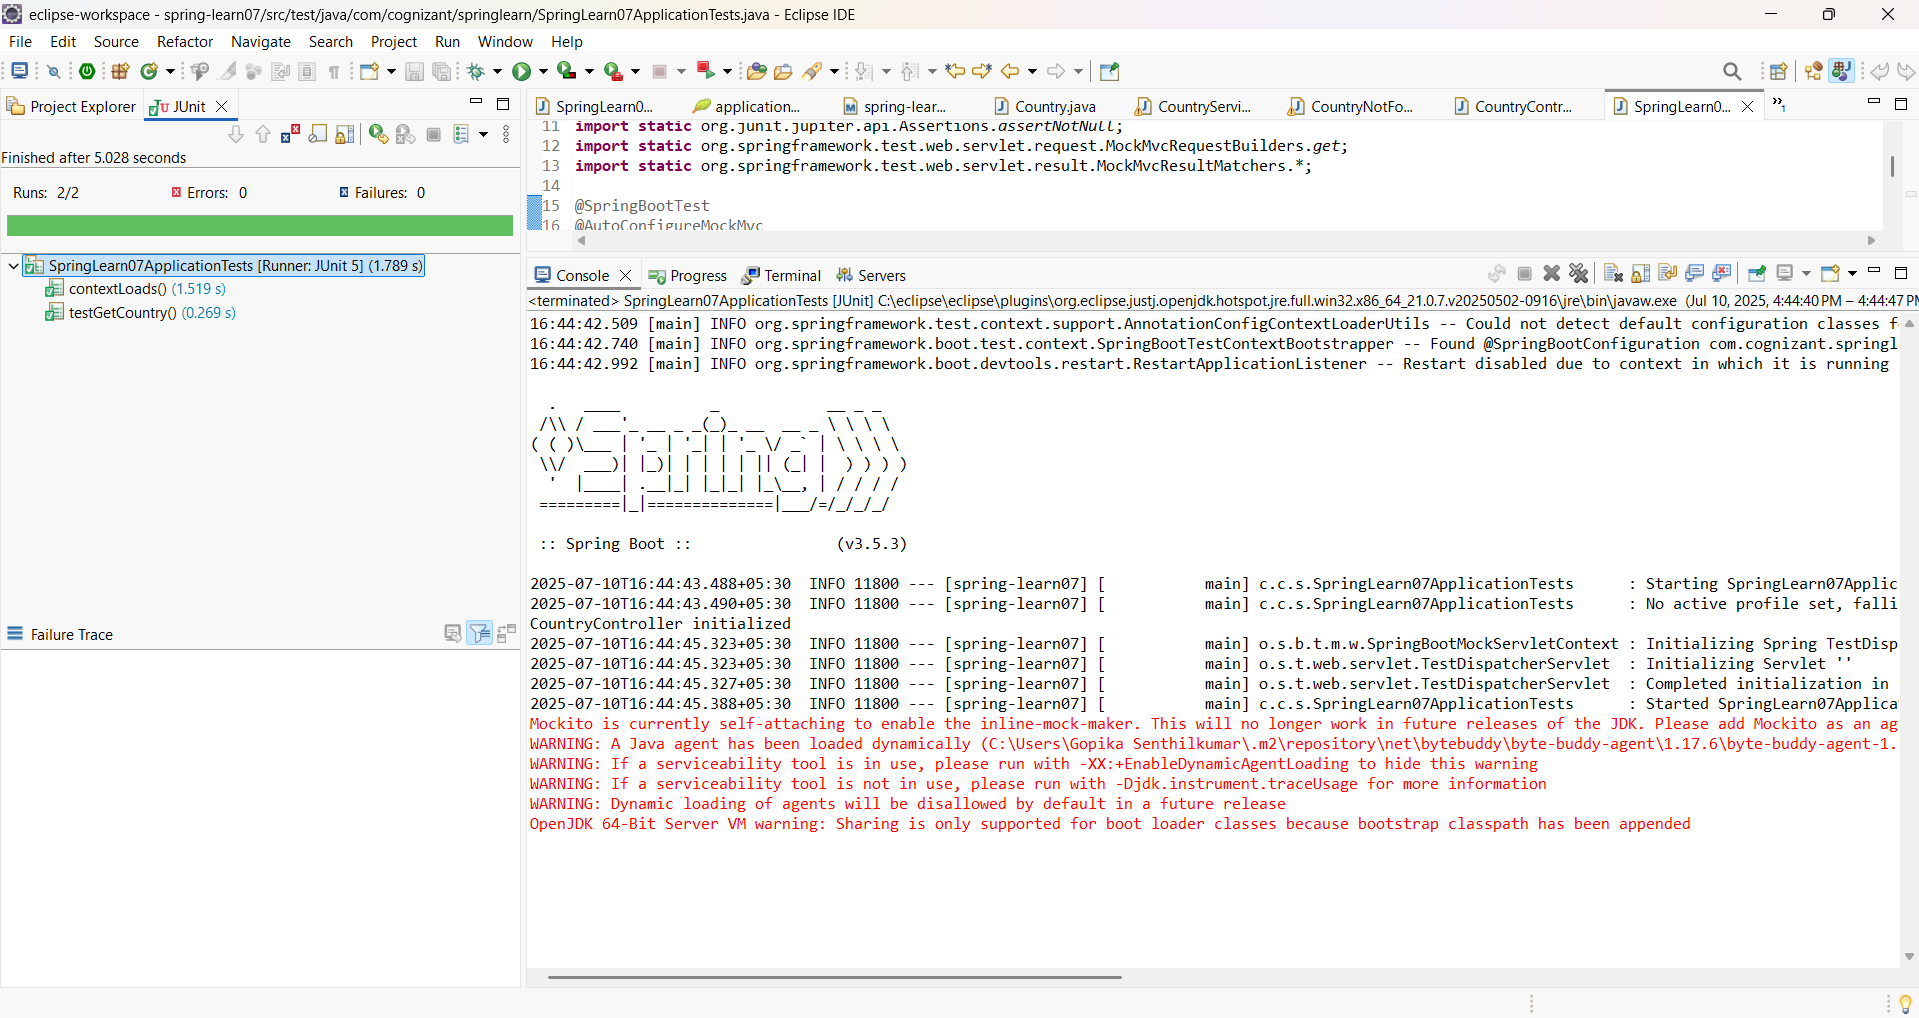 eclipse-workspace - spring-learn07/src/test/java/com/cognizant/springlearn/SpringLearn07ApplicationTests.java - Eclipse IDE
File Edit Source Refactor Navigate Search Project Run Window Help
Project Explorer JUnit
Finished after 5.028 seconds
Runs: 2/2 Errors: 0 Failures: 0
SpringLearn07ApplicationTests [Runner: JUnit 5] (1.789 s)
contextLoads() (1.519 s)
testGetCountry() (0.269 s)
Failure Trace
SpringLearn0... application... spring-lear... Country.java CountryServi... CountryNotFo... CountryContr... SpringLearn0... »1
11 import static org.junit.jupiter.api.Assertions.assertNotNull;
12 import static org.springframework.test.web.servlet.request.MockMvcRequestBuilders.get;
13 import static org.springframework.test.web.servlet.result.MockMvcResultMatchers.*;
14
15 @SpringBootTest
16 @AutoConfigureMockMvc
Console Progress Terminal Servers
<terminated> SpringLearn07ApplicationTests [JUnit] C:\eclipse\eclipse\plugins\org.eclipse.justj.openjdk.hotspot.jre.full.win32.x86_64_21.0.7.v20250502-0916\jre\bin\javaw.exe (Jul 10, 2025, 4:44:40 PM – 4:44:47 PM
16:44:42.509 [main] INFO org.springframework.test.context.support.AnnotationConfigContextLoaderUtils -- Could not detect default configuration classes f
16:44:42.740 [main] INFO org.springframework.boot.test.context.SpringBootTestContextBootstrapper -- Found @SpringBootConfiguration com.cognizant.springl
16:44:42.992 [main] INFO org.springframework.boot.devtools.restart.RestartApplicationListener -- Restart disabled due to context in which it is running
Spring
:: Spring Boot :: (v3.5.3)
2025-07-10T16:44:43.488+05:30 INFO 11800 --- [spring-learn07] [ main] c.c.s.SpringLearn07ApplicationTests : Starting SpringLearn07Applic
2025-07-10T16:44:43.490+05:30 INFO 11800 --- [spring-learn07] [ main] c.c.s.SpringLearn07ApplicationTests : No active profile set, falli
CountryController initialized
2025-07-10T16:44:45.323+05:30 INFO 11800 --- [spring-learn07] [ main] o.s.b.t.m.w.SpringBootMockServletContext : Initializing Spring TestDisp
2025-07-10T16:44:45.323+05:30 INFO 11800 --- [spring-learn07] [ main] o.s.t.web.servlet.TestDispatcherServlet : Initializing Servlet ''
2025-07-10T16:44:45.327+05:30 INFO 11800 --- [spring-learn07] [ main] o.s.t.web.servlet.TestDispatcherServlet : Completed initialization in
2025-07-10T16:44:45.388+05:30 INFO 11800 --- [spring-learn07] [ main] c.c.s.SpringLearn07ApplicationTests : Started SpringLearn07Applica
Mockito is currently self-attaching to enable the inline-mock-maker. This will no longer work in future releases of the JDK. Please add Mockito as an ag
WARNING: A Java agent has been loaded dynamically (C:\Users\Gopika Senthilkumar\.m2\repository\net\bytebuddy\byte-buddy-agent\1.17.6\byte-buddy-agent-1.
WARNING: If a serviceability tool is in use, please run with -XX:+EnableDynamicAgentLoading to hide this warning
WARNING: If a serviceability tool is not in use, please run with -Djdk.instrument.traceUsage for more information
WARNING: Dynamic loading of agents will be disallowed by default in a future release
OpenJDK 64-Bit Server VM warning: Sharing is only supported for boot loader classes because bootstrap classpath has been appended